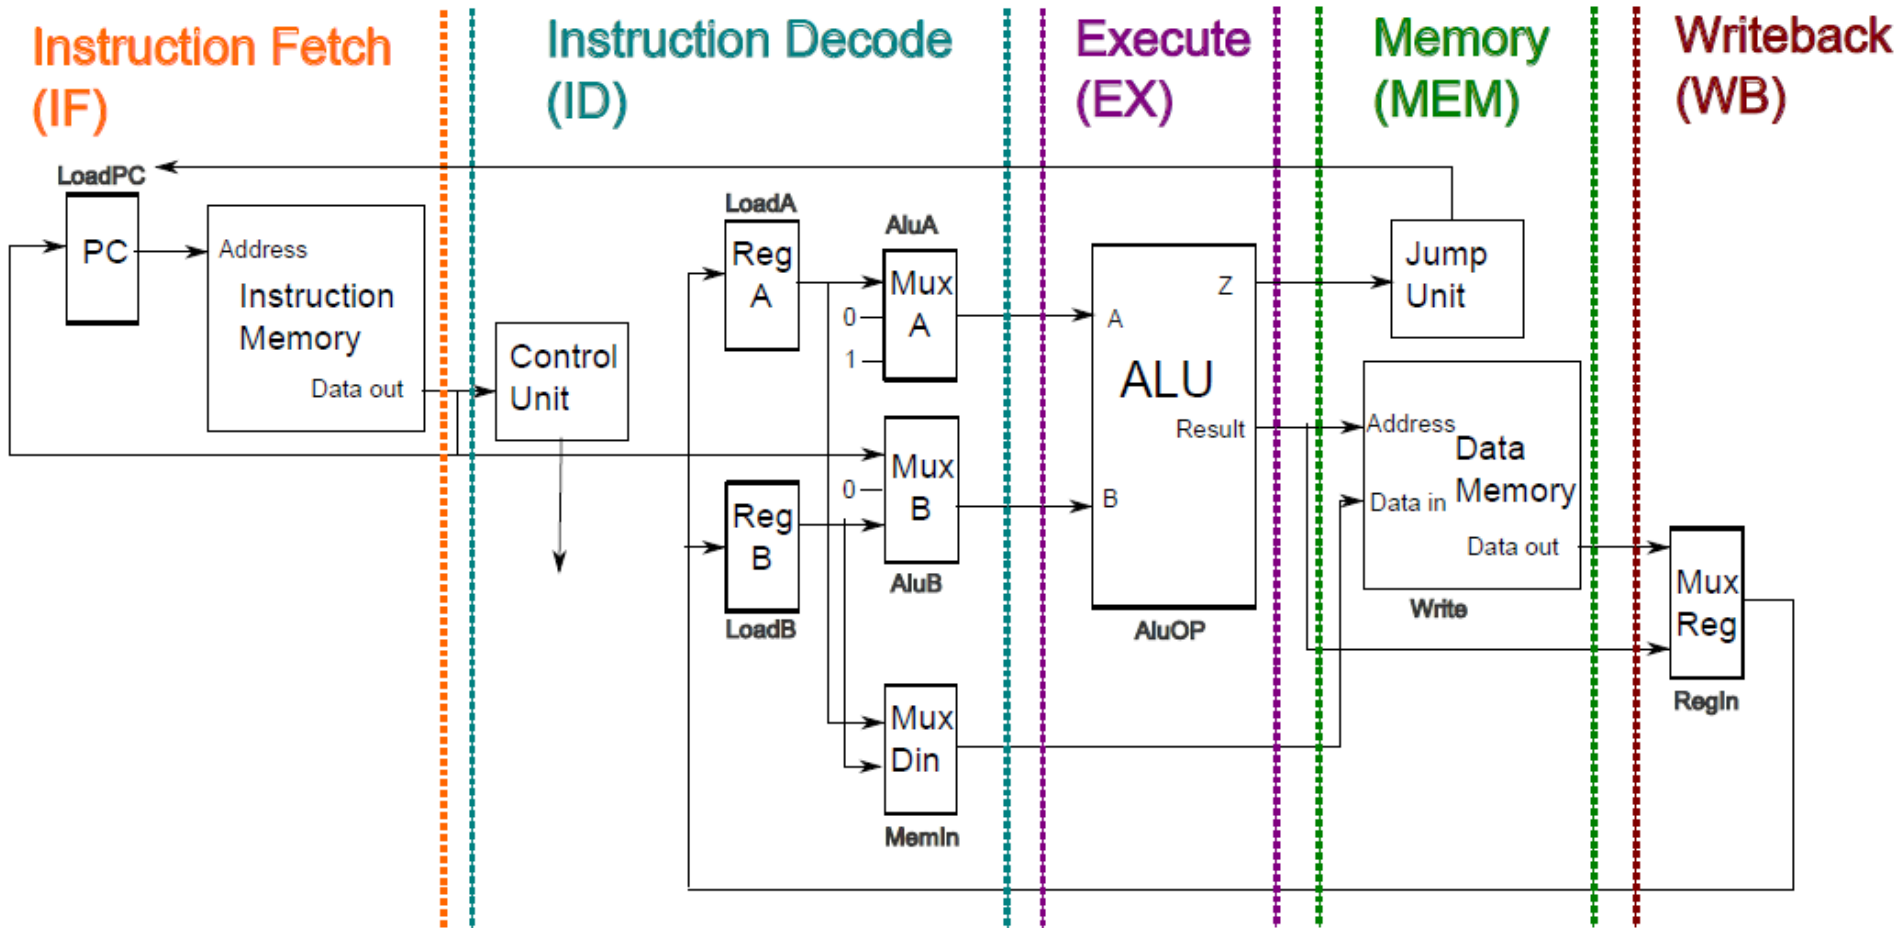 Instruction Fetch
(IF)
Instruction Decode
(ID)
Execute
(EX)
Memory
(MEM)
Writeback
(WB)
LoadPC
PC
Address
Instruction
Memory
Data out
Control
Unit
LoadA
Reg
A
AluA
Mux
A
0
1
Mux
B
0
AluB
Reg
B
LoadB
Mux
Din
MemIn
Z
A
ALU
Result
B
AluOP
Jump
Unit
Address
Data
Memory
Data in
Data out
Write
Mux
Reg
RegIn